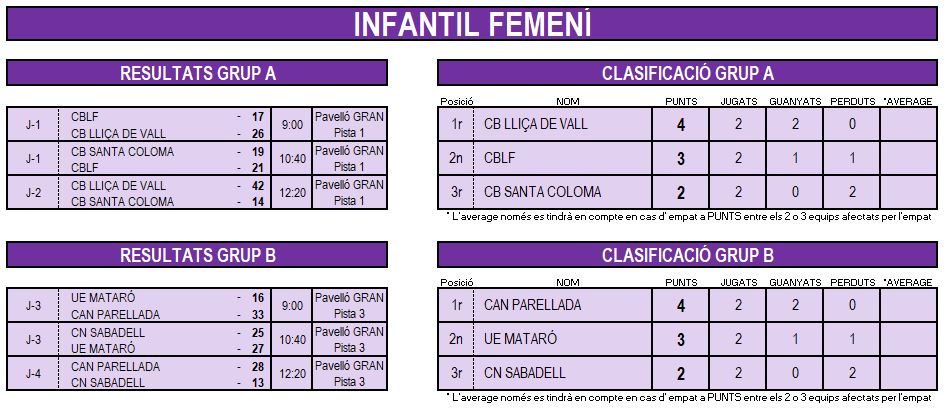 INFANTIL FEMENÍ
RESULTATS GRUP A
J-1 CBLF - 17 9:00 Pavelló GRAN
CB LLIÇA DE VALL - 26 Pista 1
J-1 CB SANTA COLOMA - 19 10:40 Pavelló GRAN
CBLF - 21 Pista 1
J-2 CB LLIÇA DE VALL - 42 12:20 Pavelló GRAN
CB SANTA COLOMA - 14 Pista 1
CLASIFICACIÓ GRUP A
Posició NOM PUNTS JUGATS GUANYATS PERDUTS *AVERAGE
1r CB LLIÇA DE VALL 4 2 2 0
2n CBLF 3 2 1 1
3r CB SANTA COLOMA 2 2 0 2
* L'average només es tindrà en compte en cas d' empat a PUNTS entre els 2 o 3 equips afectats per l'empat
RESULTATS GRUP B
J-3 UE MATARÓ - 16 9:00 Pavelló GRAN
CAN PARELLADA - 33 Pista 3
J-3 CN SABADELL - 25 10:40 Pavelló GRAN
UE MATARÓ - 27 Pista 3
J-4 CAN PARELLADA - 28 12:20 Pavelló GRAN
CN SABADELL - 13 Pista 3
CLASIFICACIÓ GRUP B
Posició NOM PUNTS JUGATS GUANYATS PERDUTS *AVERAGE
1r CAN PARELLADA 4 2 2 0
2n UE MATARÓ 3 2 1 1
3r CN SABADELL 2 2 0 2
* L'average només es tindrà en compte en cas d' empat a PUNTS entre els 2 o 3 equips afectats per l'empat